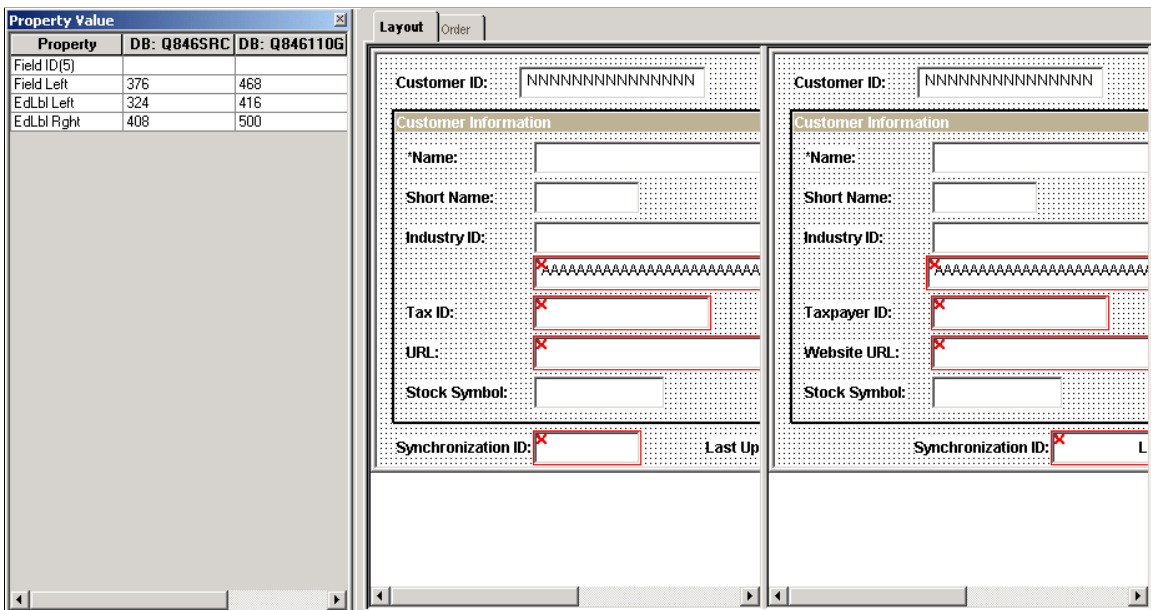 Property Value
Property DB: Q846SRC DB: Q846110G
Field ID(5)
Field Left 376 468
EdLbl Left 324 416
EdLbl Rght 408 500
Layout Order
Customer ID: NNNNNNNNNNNNNNN
Customer Information
*Name:
Short Name:
Industry ID:
Tax ID:
URL:
Stock Symbol:
Synchronization ID: Last Up
Customer ID: NNNNNNNNNNNNNNN
Customer Information
*Name:
Short Name:
Industry ID:
Taxpayer ID:
Website URL:
Stock Symbol:
Synchronization ID: L